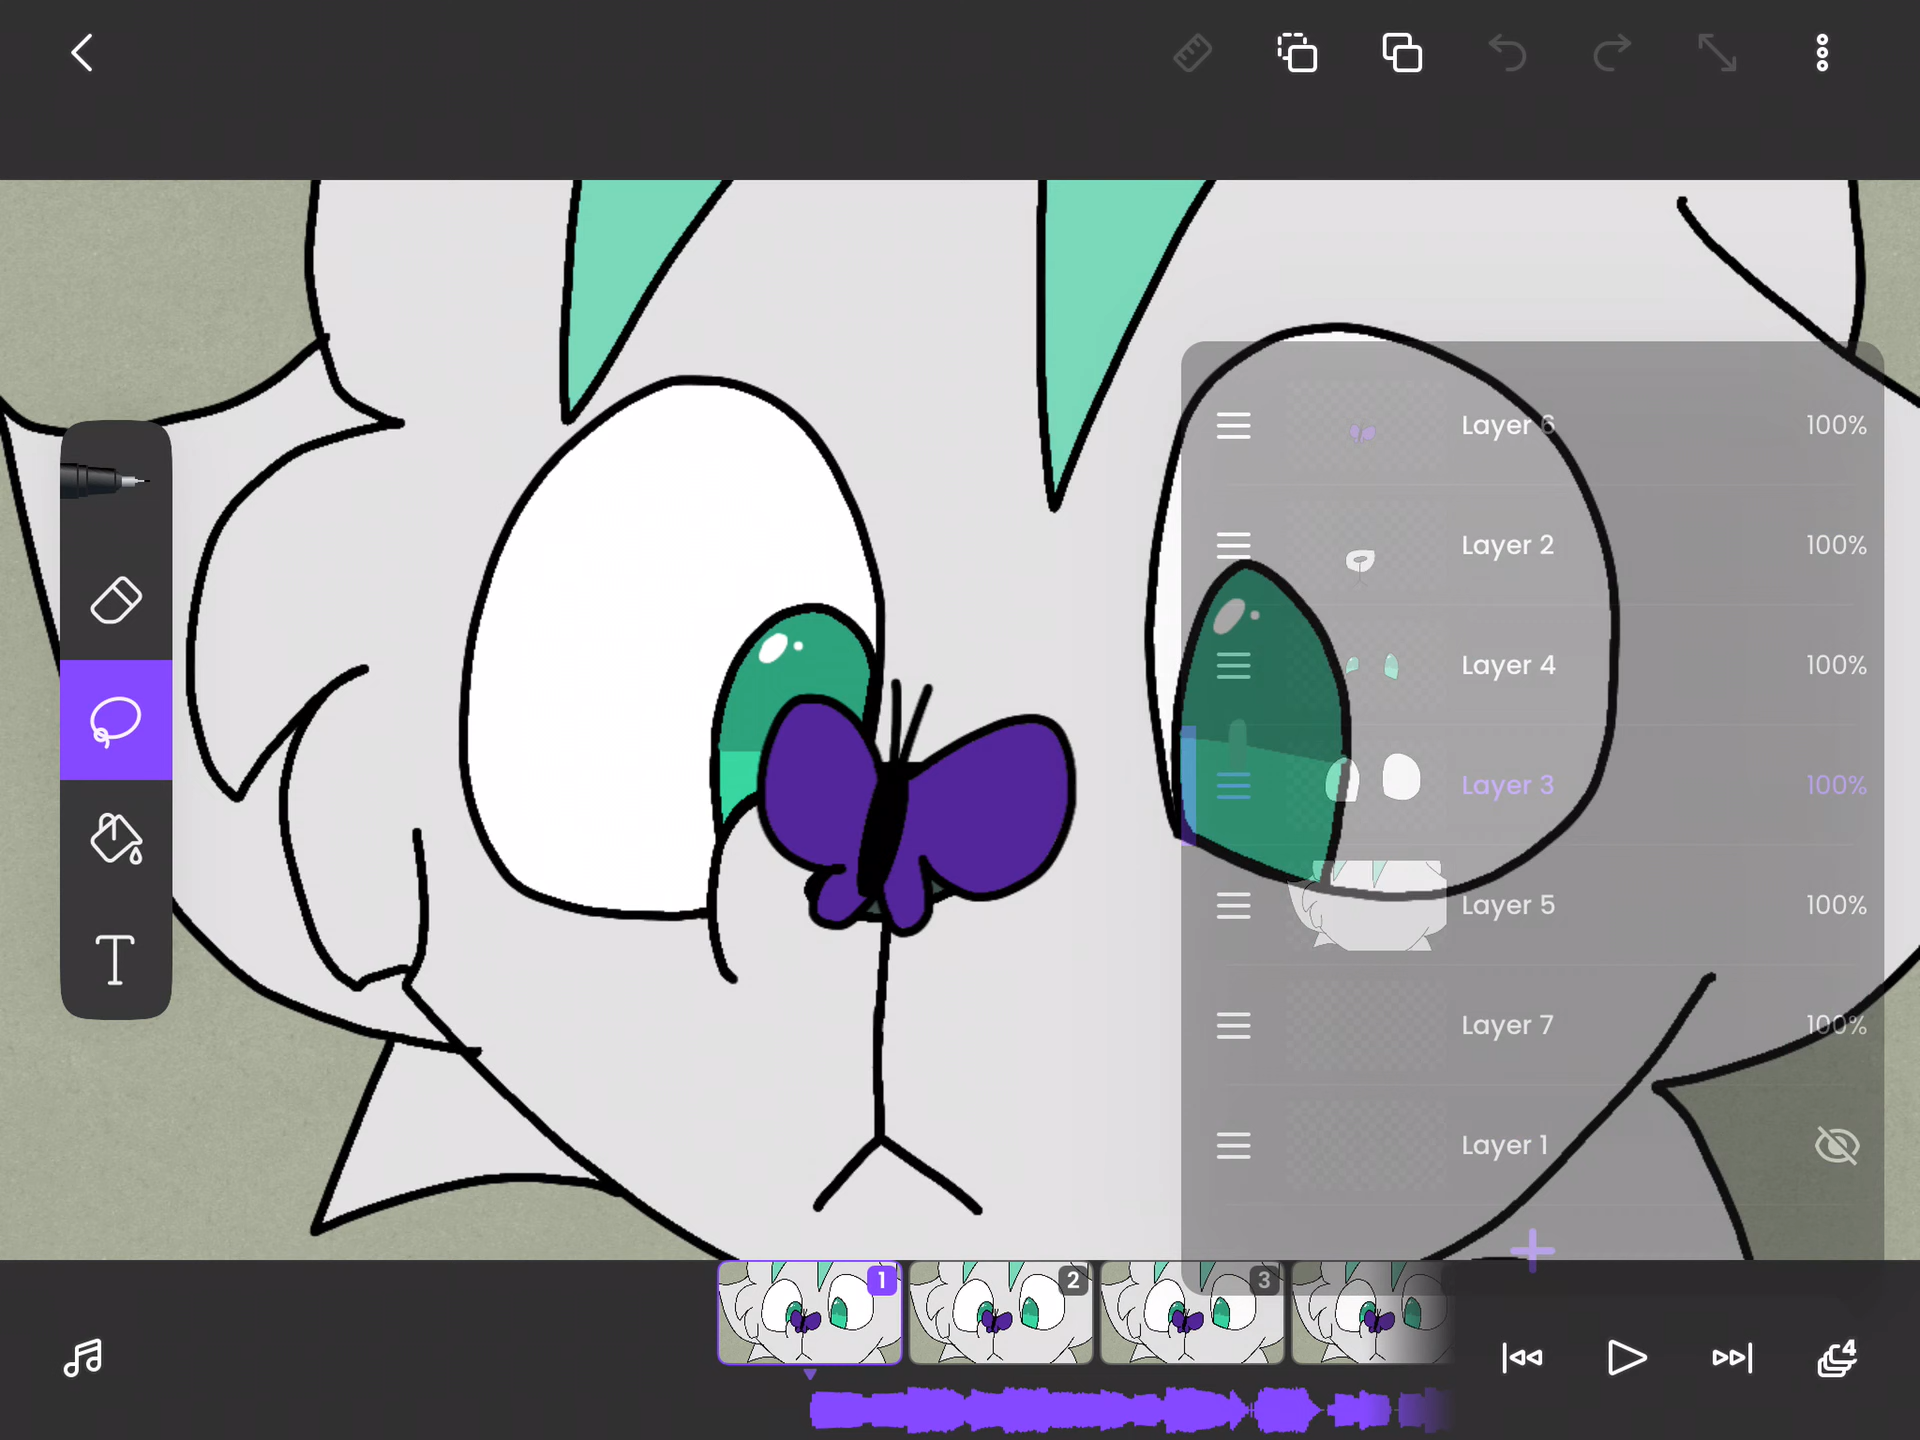 Layer 6 100%
Layer 2 100%
Layer 4 100%
Layer 3 100%
Layer 5 100%
Layer 7 100%
Layer 1
T
1 2 3
4